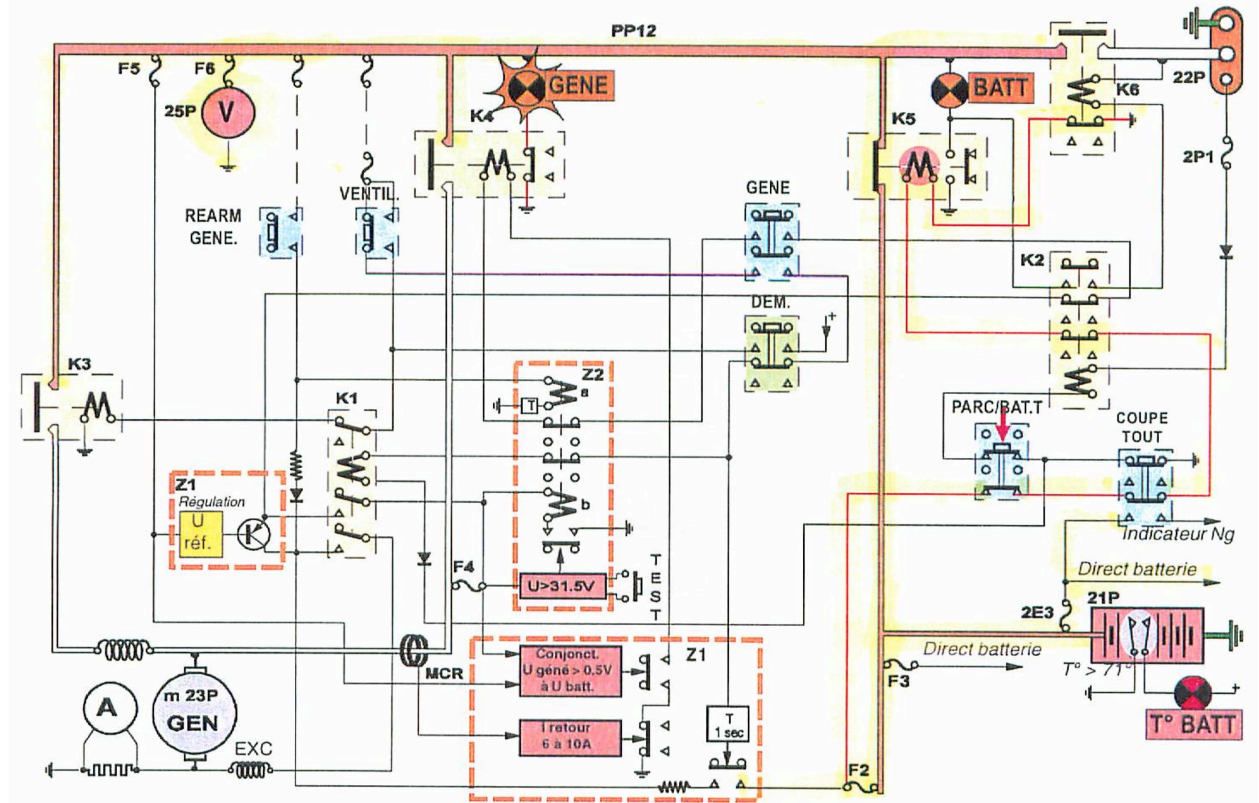 PP12
F5
F6
25P
V
GENE
K4
BATT
K6
22P
K5
2P1
REARM
GENE.
VENTIL.
GENE
K2
DEM.
+
K3
K1
Z2
a
T
b
PARC/BAT.T
COUPE
TOUT
Z1
Régulation
U
réf.
F4
U>31.5V
TEST
Indicateur Ng
Direct batterie
2E3
21P
Direct batterie
F3
T° > 71°
+
T° BATT
MCR
Z1
Conjonct.
U géné > 0.5V
à U batt.
I retour
6 à 10A
T
1 sec
A
m 23P
GEN
EXC
F2